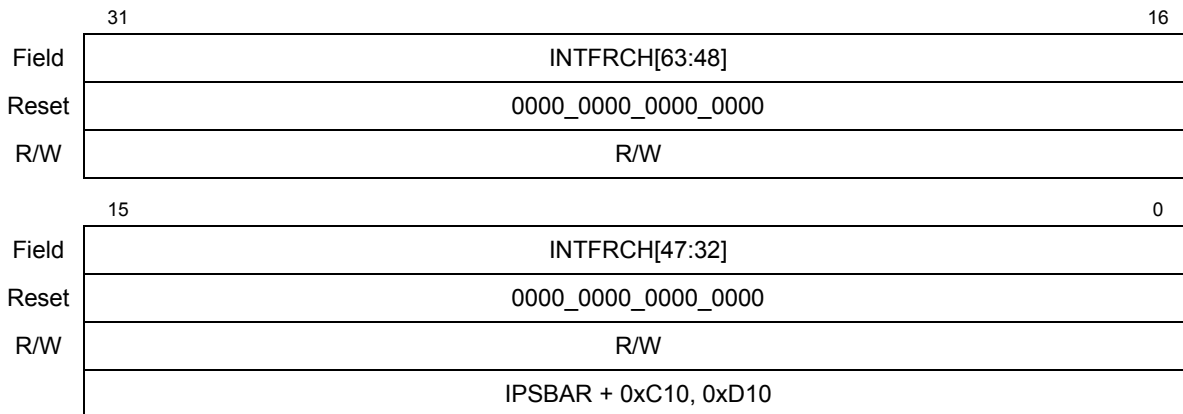 31 16
Field INTFRCH[63:48]
Reset 0000_0000_0000_0000
R/W R/W
15 0
Field INTFRCH[47:32]
Reset 0000_0000_0000_0000
R/W R/W
IPSBAR + 0xC10, 0xD10